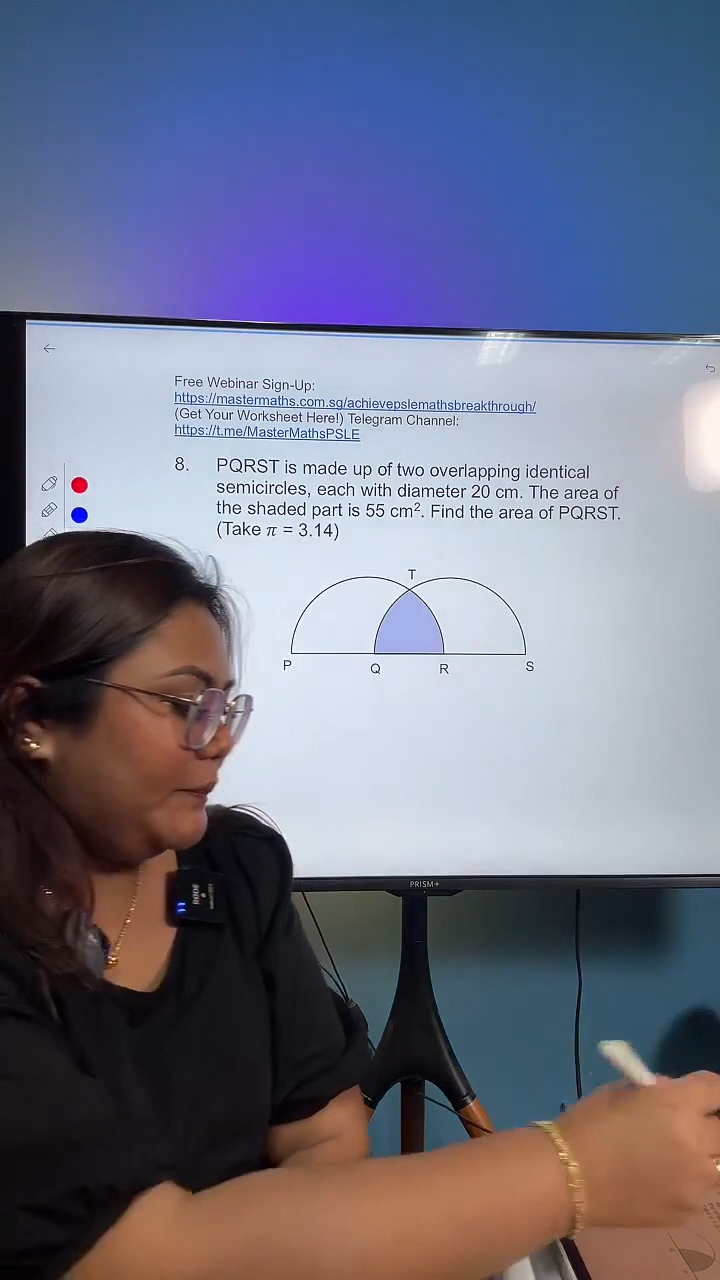 Free Webinar Sign-Up:
https://mastermaths.com.sg/achievepslemathsbreakthrough/
(Get Your Worksheet Here!) Telegram Channel:
https://t.me/MasterMathsPSLE
8. PQRST is made up of two overlapping identical
semicircles, each with diameter 20 cm. The area of
the shaded part is 55 cm². Find the area of PQRST.
(Take π = 3.14)
T
P Q R S
PRISM+
RODE